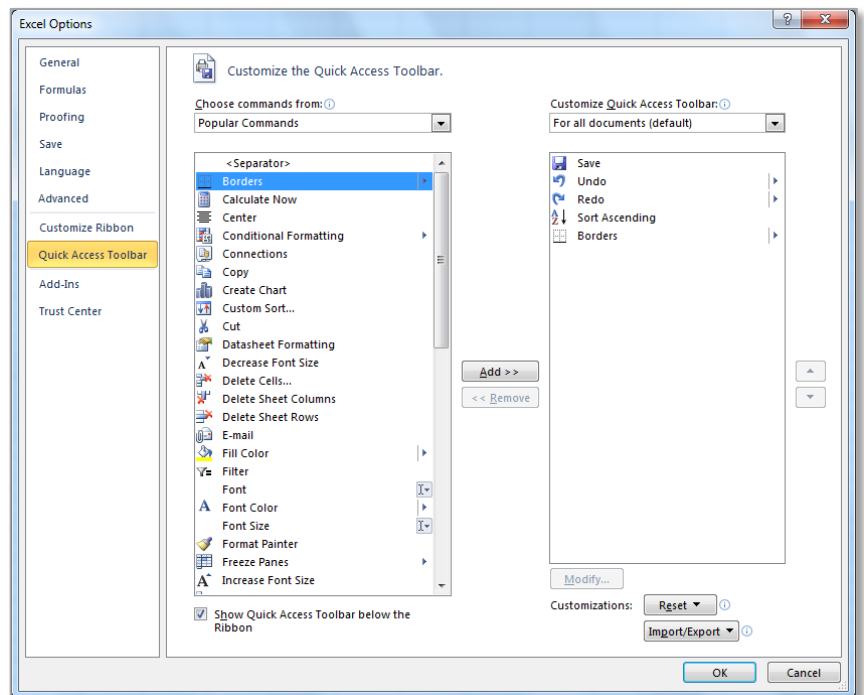 Excel Options
General
Formulas
Proofing
Save
Language
Advanced
Customize Ribbon
Quick Access Toolbar
Add-Ins
Trust Center
Customize the Quick Access Toolbar.
Choose commands from:
Popular Commands
<Separator>
Borders
Calculate Now
Center
Conditional Formatting
Connections
Copy
Create Chart
Custom Sort...
Cut
Datasheet Formatting
Decrease Font Size
Delete Cells...
Delete Sheet Columns
Delete Sheet Rows
E-mail
Fill Color
Filter
Font
Font Color
Font Size
Format Painter
Freeze Panes
Increase Font Size
Show Quick Access Toolbar below the
Ribbon
Add >>
<< Remove
Customize Quick Access Toolbar:
For all documents (default)
Save
Undo
Redo
Sort Ascending
Borders
Modify...
Customizations:
Reset
Import/Export
OK
Cancel